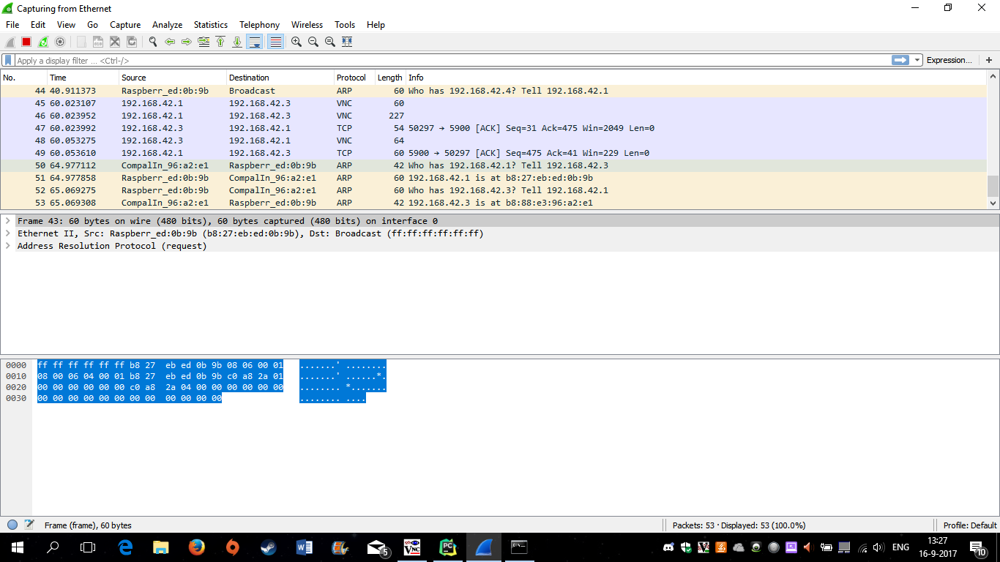 Capturing from Ethernet
File Edit View Go Capture Analyze Statistics Telephony Wireless Tools Help
Apply a display filter ... <Ctrl-/> Expression... +
No. Time Source Destination Protocol Length Info
44 40.911373 Raspberr_ed:0b:9b Broadcast ARP 60 Who has 192.168.42.4? Tell 192.168.42.1
45 60.023107 192.168.42.1 192.168.42.3 VNC 60
46 60.023952 192.168.42.1 192.168.42.3 VNC 227
47 60.023992 192.168.42.3 192.168.42.1 TCP 54 50297 → 5900 [ACK] Seq=31 Ack=475 Win=2049 Len=0
48 60.053275 192.168.42.3 192.168.42.1 VNC 64
49 60.053610 192.168.42.1 192.168.42.3 TCP 60 5900 → 50297 [ACK] Seq=475 Ack=41 Win=229 Len=0
50 64.977112 CompalIn_96:a2:e1 Raspberr_ed:0b:9b ARP 42 Who has 192.168.42.1? Tell 192.168.42.3
51 64.977858 Raspberr_ed:0b:9b CompalIn_96:a2:e1 ARP 60 192.168.42.1 is at b8:27:eb:ed:0b:9b
52 65.069275 Raspberr_ed:0b:9b CompalIn_96:a2:e1 ARP 60 Who has 192.168.42.3? Tell 192.168.42.1
53 65.069308 CompalIn_96:a2:e1 Raspberr_ed:0b:9b ARP 42 192.168.42.3 is at b8:88:e3:96:a2:e1
Frame 43: 60 bytes on wire (480 bits), 60 bytes captured (480 bits) on interface 0
Ethernet II, Src: Raspberr_ed:0b:9b (b8:27:eb:ed:0b:9b), Dst: Broadcast (ff:ff:ff:ff:ff:ff)
Address Resolution Protocol (request)
0000 ff ff ff ff ff ff b8 27 eb ed 0b 9b 08 06 00 01 .......' ........
0010 08 00 06 04 00 01 b8 27 eb ed 0b 9b c0 a8 2a 01 .......' ......*.
0020 00 00 00 00 00 00 c0 a8 2a 04 00 00 00 00 00 00 ........ *.......
0030 00 00 00 00 00 00 00 00 00 00 00 00 ........ ....
Frame (frame), 60 bytes Packets: 53 · Displayed: 53 (100.0%) Profile: Default
5 VNC PC ENG 13:27
16-9-2017 10